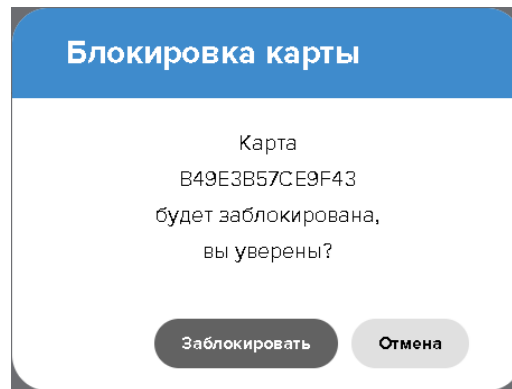 Блокировка карты
Карта
B49E3B57CE9F43
будет заблокирована,
вы уверены?
Заблокировать Отмена